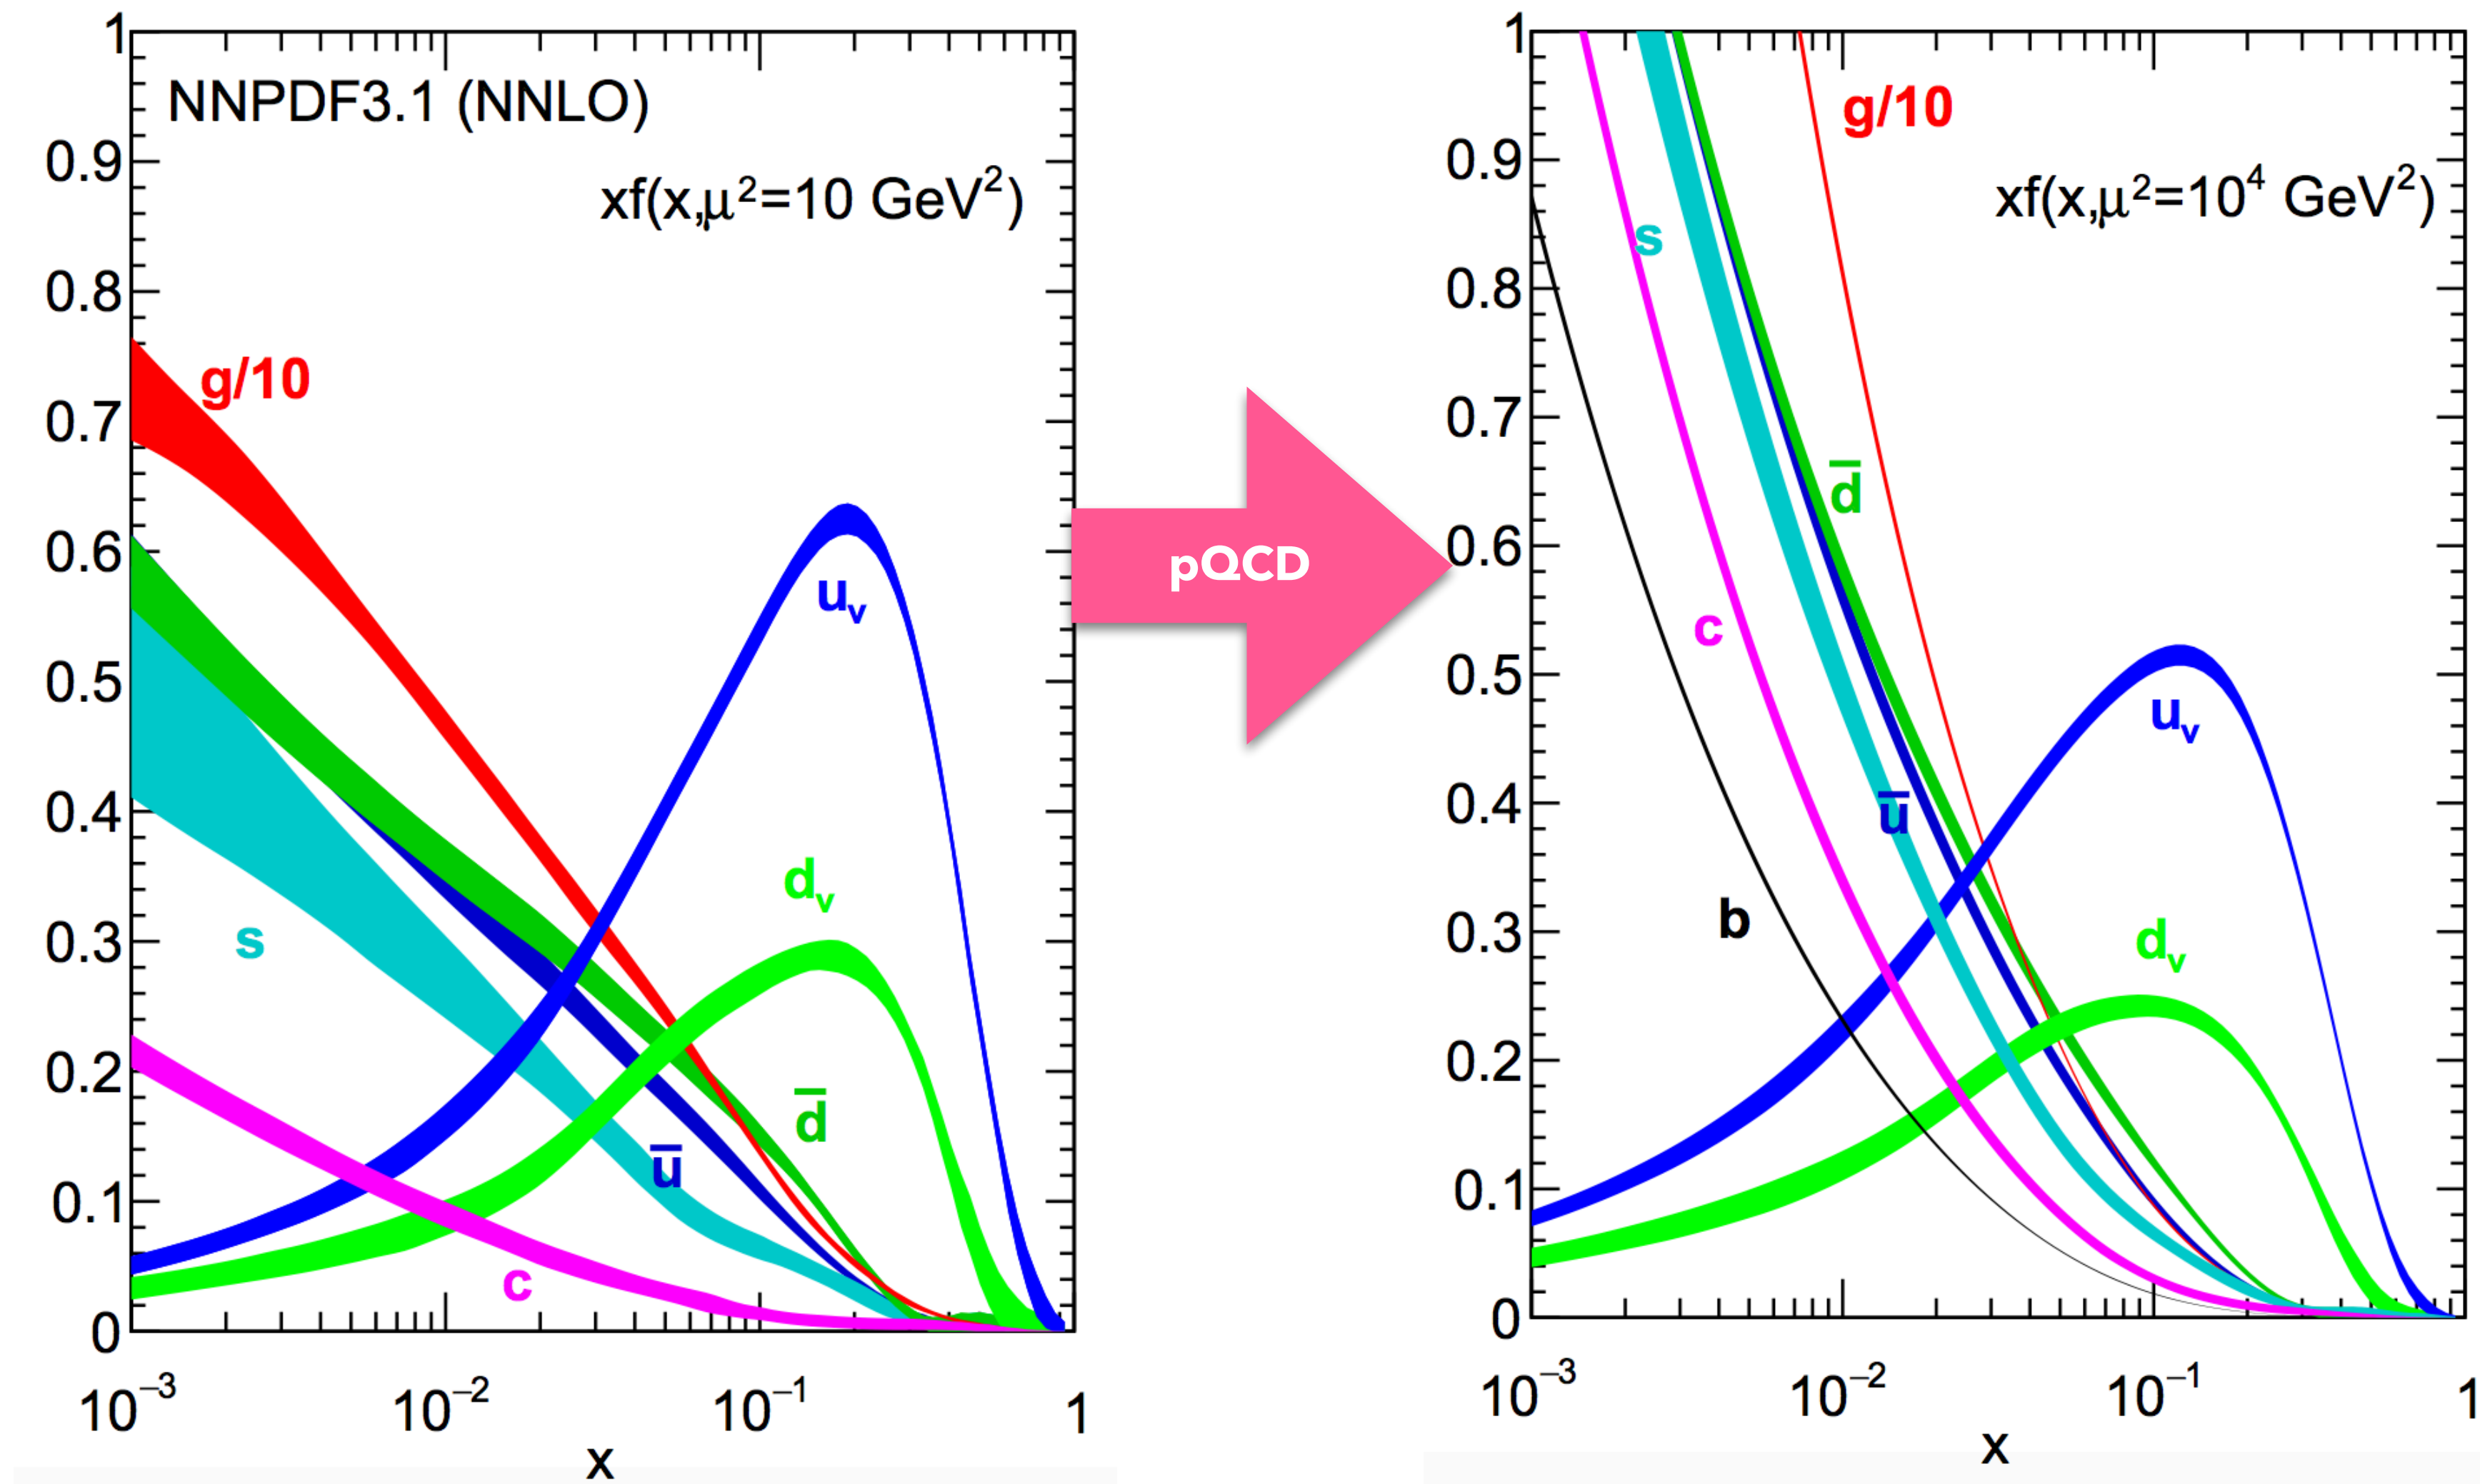 NNPDF3.1 (NNLO)
xf(x,μ²=10 GeV²)
1
0.9
0.8
0.7
0.6
0.5
0.4
0.3
0.2
0.1
0
g/10
u_v
d_v
s
d̄
ū
c
10⁻³
10⁻²
10⁻¹
1
x
pQCD
xf(x,μ²=10⁴ GeV²)
1
0.9
0.8
0.7
0.6
0.5
0.4
0.3
0.2
0.1
0
g/10
s
d̄
c
u_v
ū
b
d_v
10⁻³
10⁻²
10⁻¹
1
x